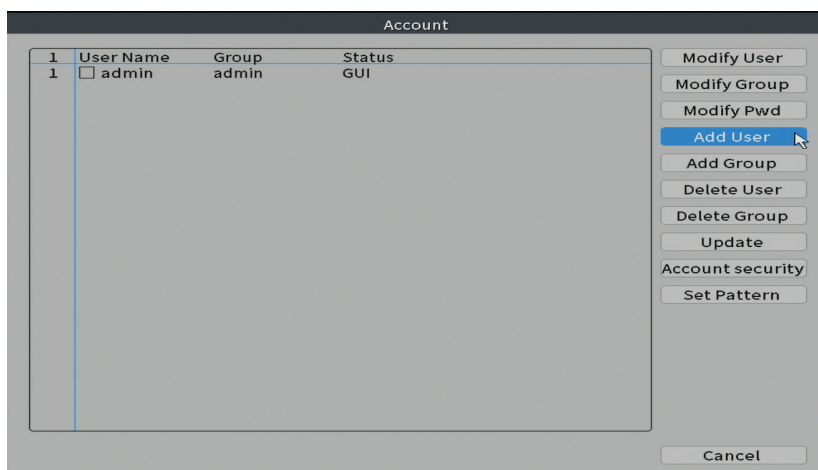 Account
1 User Name Group Status
1 admin admin GUI
Modify User
Modify Group
Modify Pwd
Add User
Add Group
Delete User
Delete Group
Update
Account security
Set Pattern
Cancel